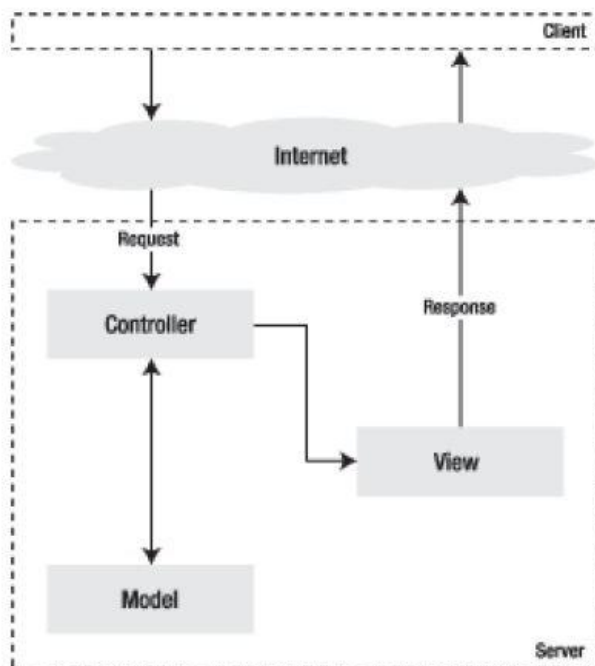 Client
Internet
Request
Controller
Response
View
Model
Server